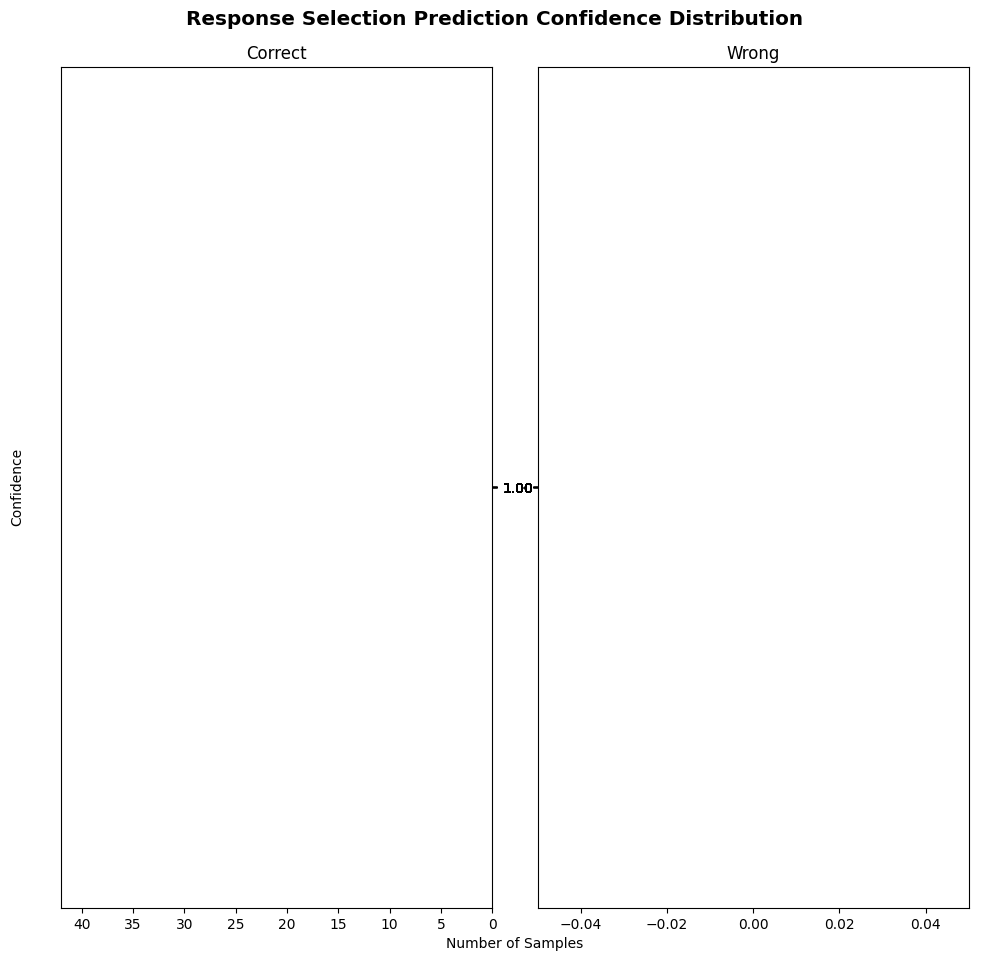 Response Selection Prediction Confidence Distribution
Correct Wrong
Confidence
1.00
40 35 30 25 20 15 10 5 0 −0.04 −0.02 0.00 0.02 0.04
Number of Samples